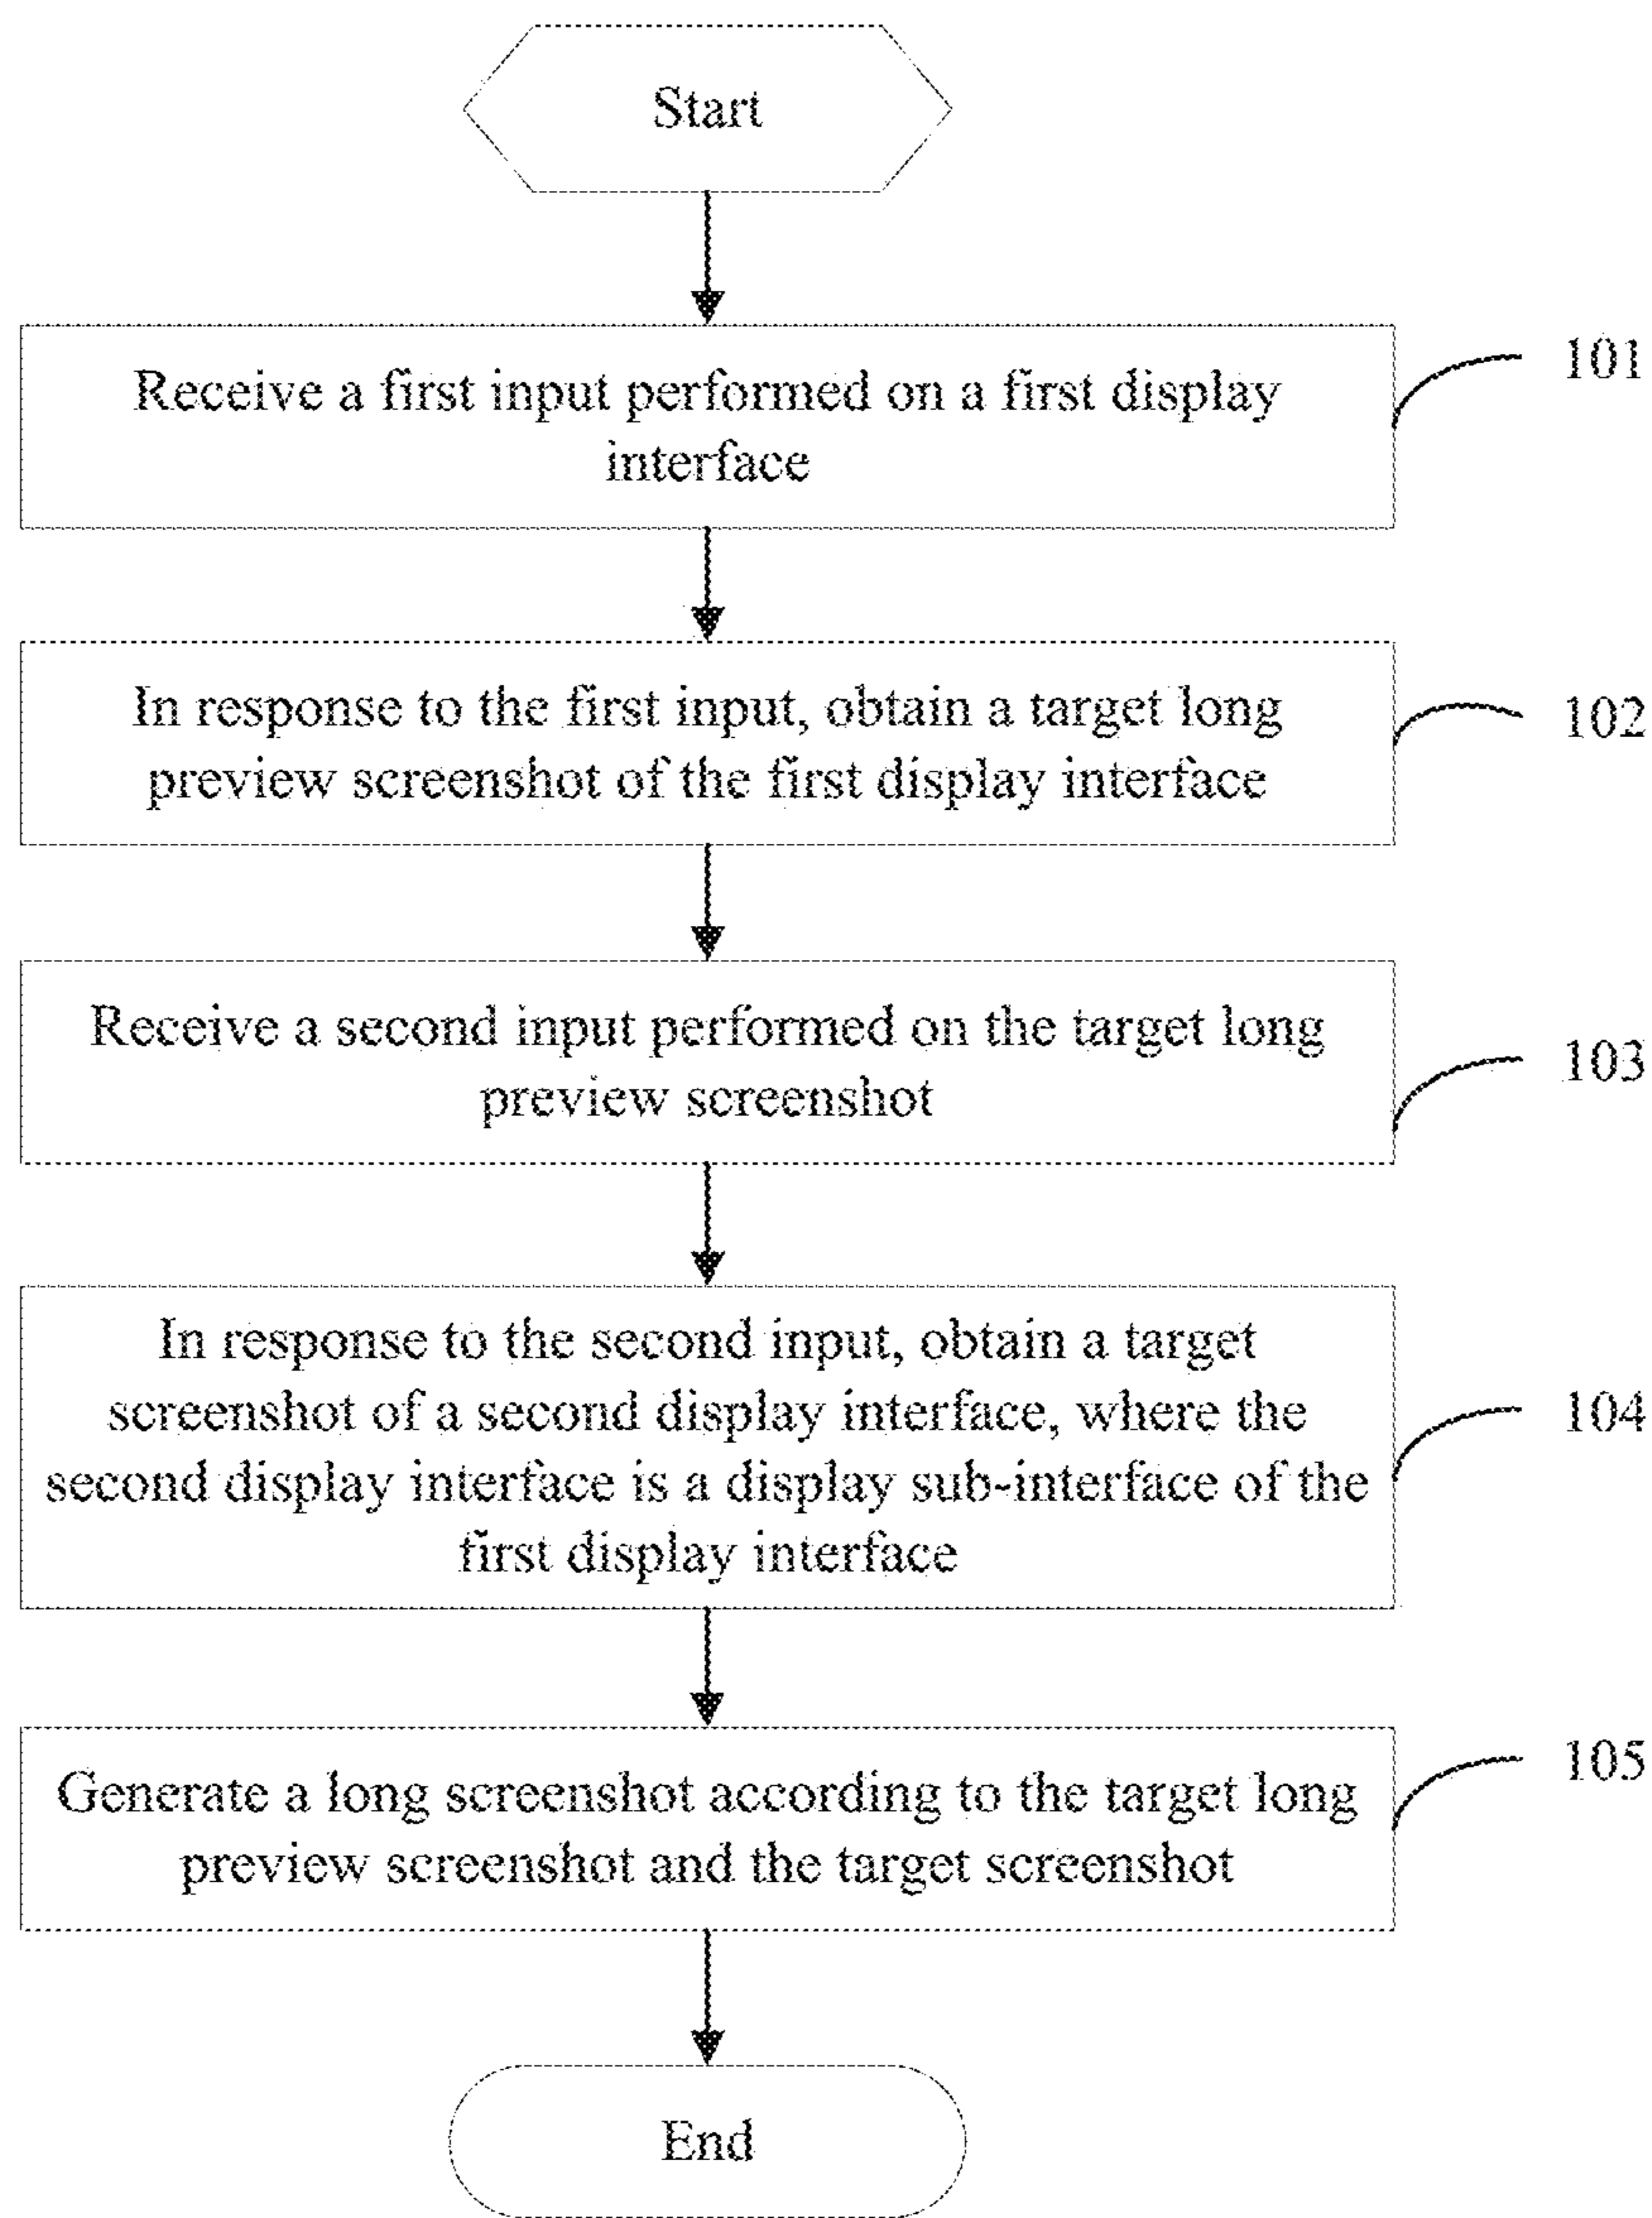 Start
Receive a first input performed on a first display
interface
101
In response to the first input, obtain a target long
preview screenshot of the first display interface
102
Receive a second input performed on the target long
preview screenshot
103
In response to the second input, obtain a target
screenshot of a second display interface, where the
second display interface is a display sub-interface of the
first display interface
104
Generate a long screenshot according to the target long
preview screenshot and the target screenshot
105
End